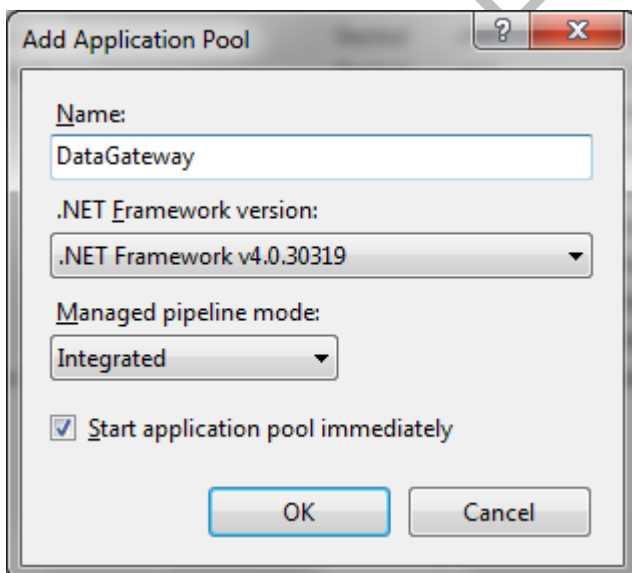 Add Application Pool
Name:
DataGateway
.NET Framework version:
.NET Framework v4.0.30319
Managed pipeline mode:
Integrated
Start application pool immediately
OK Cancel